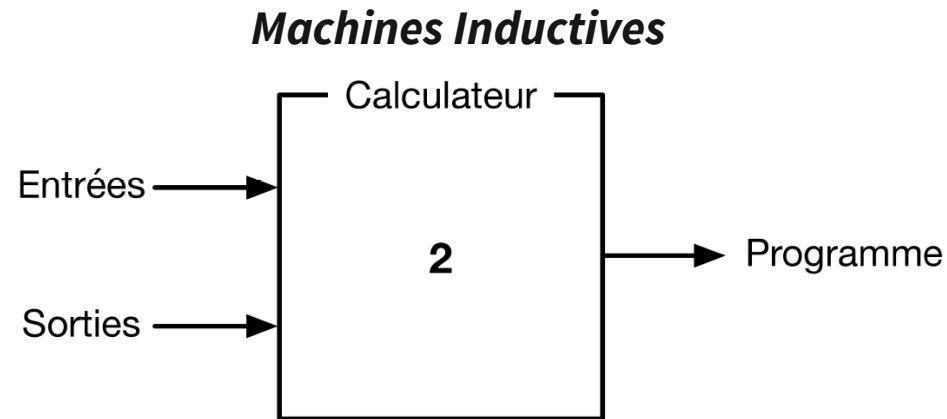 Machines Inductives
Calculateur
Entrées
2
Programme
Sorties